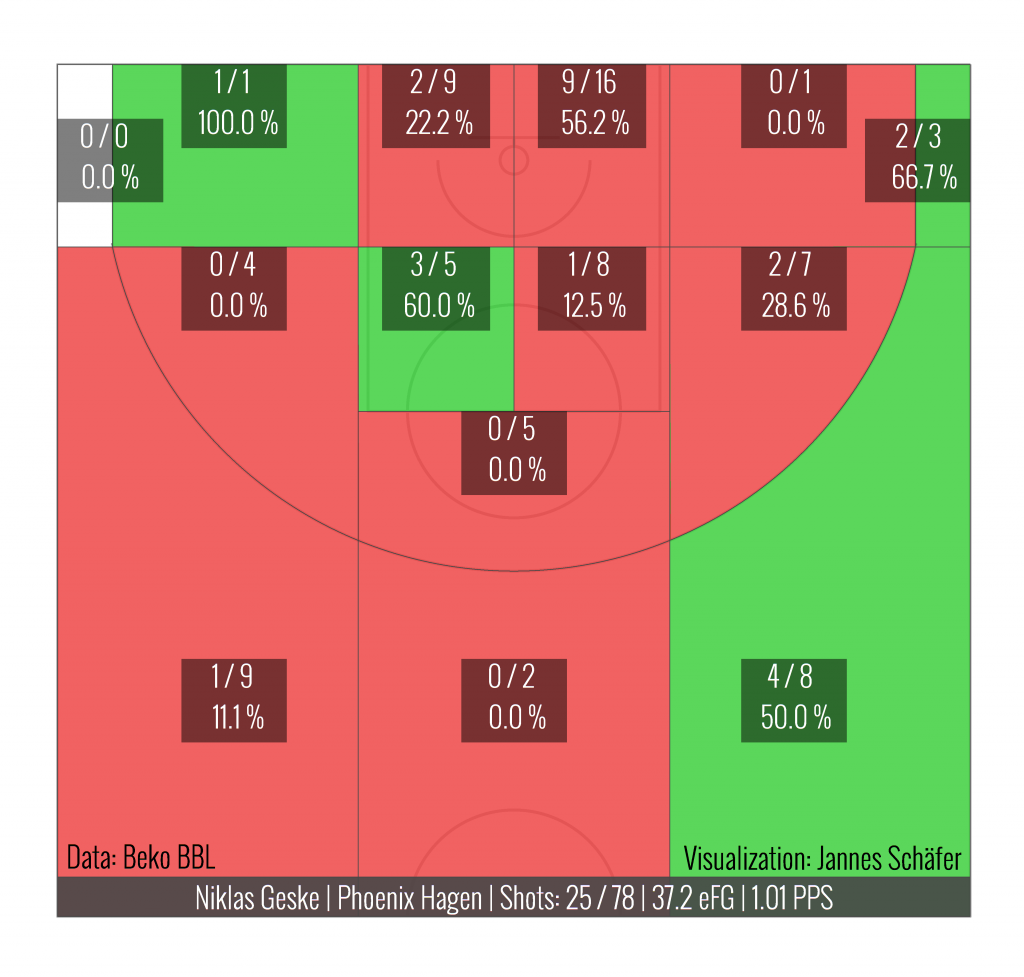 1 / 1
100.0 %
2 / 9
22.2 %
9 / 16
56.2 %
0 / 1
0.0 %
0 / 0
0.0 %
2 / 3
66.7 %
0 / 4
0.0 %
3 / 5
60.0 %
1 / 8
12.5 %
2 / 7
28.6 %
0 / 5
0.0 %
1 / 9
11.1 %
0 / 2
0.0 %
4 / 8
50.0 %
Data: Beko BBL
Visualization: Jannes Schäfer
Niklas Geske | Phoenix Hagen | Shots: 25 / 78 | 37.2 eFG | 1.01 PPS